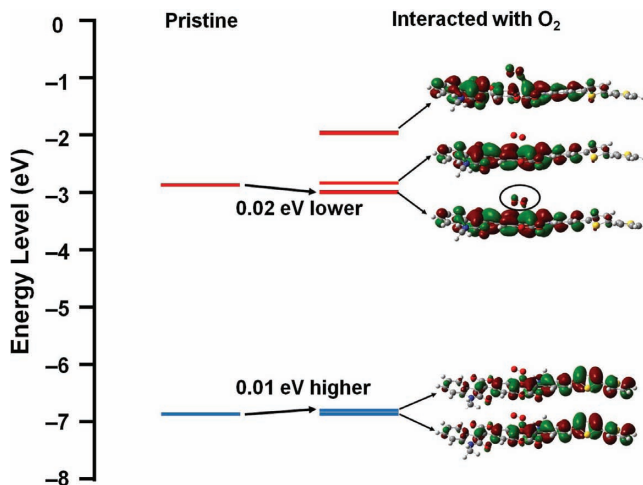 Pristine
Interacted with O₂
Energy Level (eV)
0
–1
–2
–3
–4
–5
–6
–7
–8
0.02 eV lower
0.01 eV higher